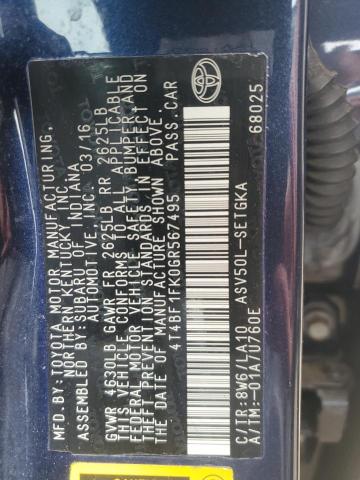 MFD. BY: TOYOTA MOTOR MANUFACTURING,
NORTHERN KENTUCKY, INC.
ASSEMBLED BY: SUBARU OF INDIANA
AUTOMOTIVE, INC. 03/16
GVWR 4630LB GAWR FR 2625LB RR 2625LB
THIS VEHICLE CONFORMS TO ALL APPLICABLE
FEDERAL MOTOR VEHICLE SAFETY, BUMPER, AND
THEFT PREVENTION STANDARDS IN EFFECT ON
THE DATE OF MANUFACTURE SHOWN ABOVE.
4T4BF1FK0GR567495 PASS.CAR
C/TR:8W6/LA10 ASV50L-SETGKA
A/TM:-01A/U760E 68025
TOYOTA